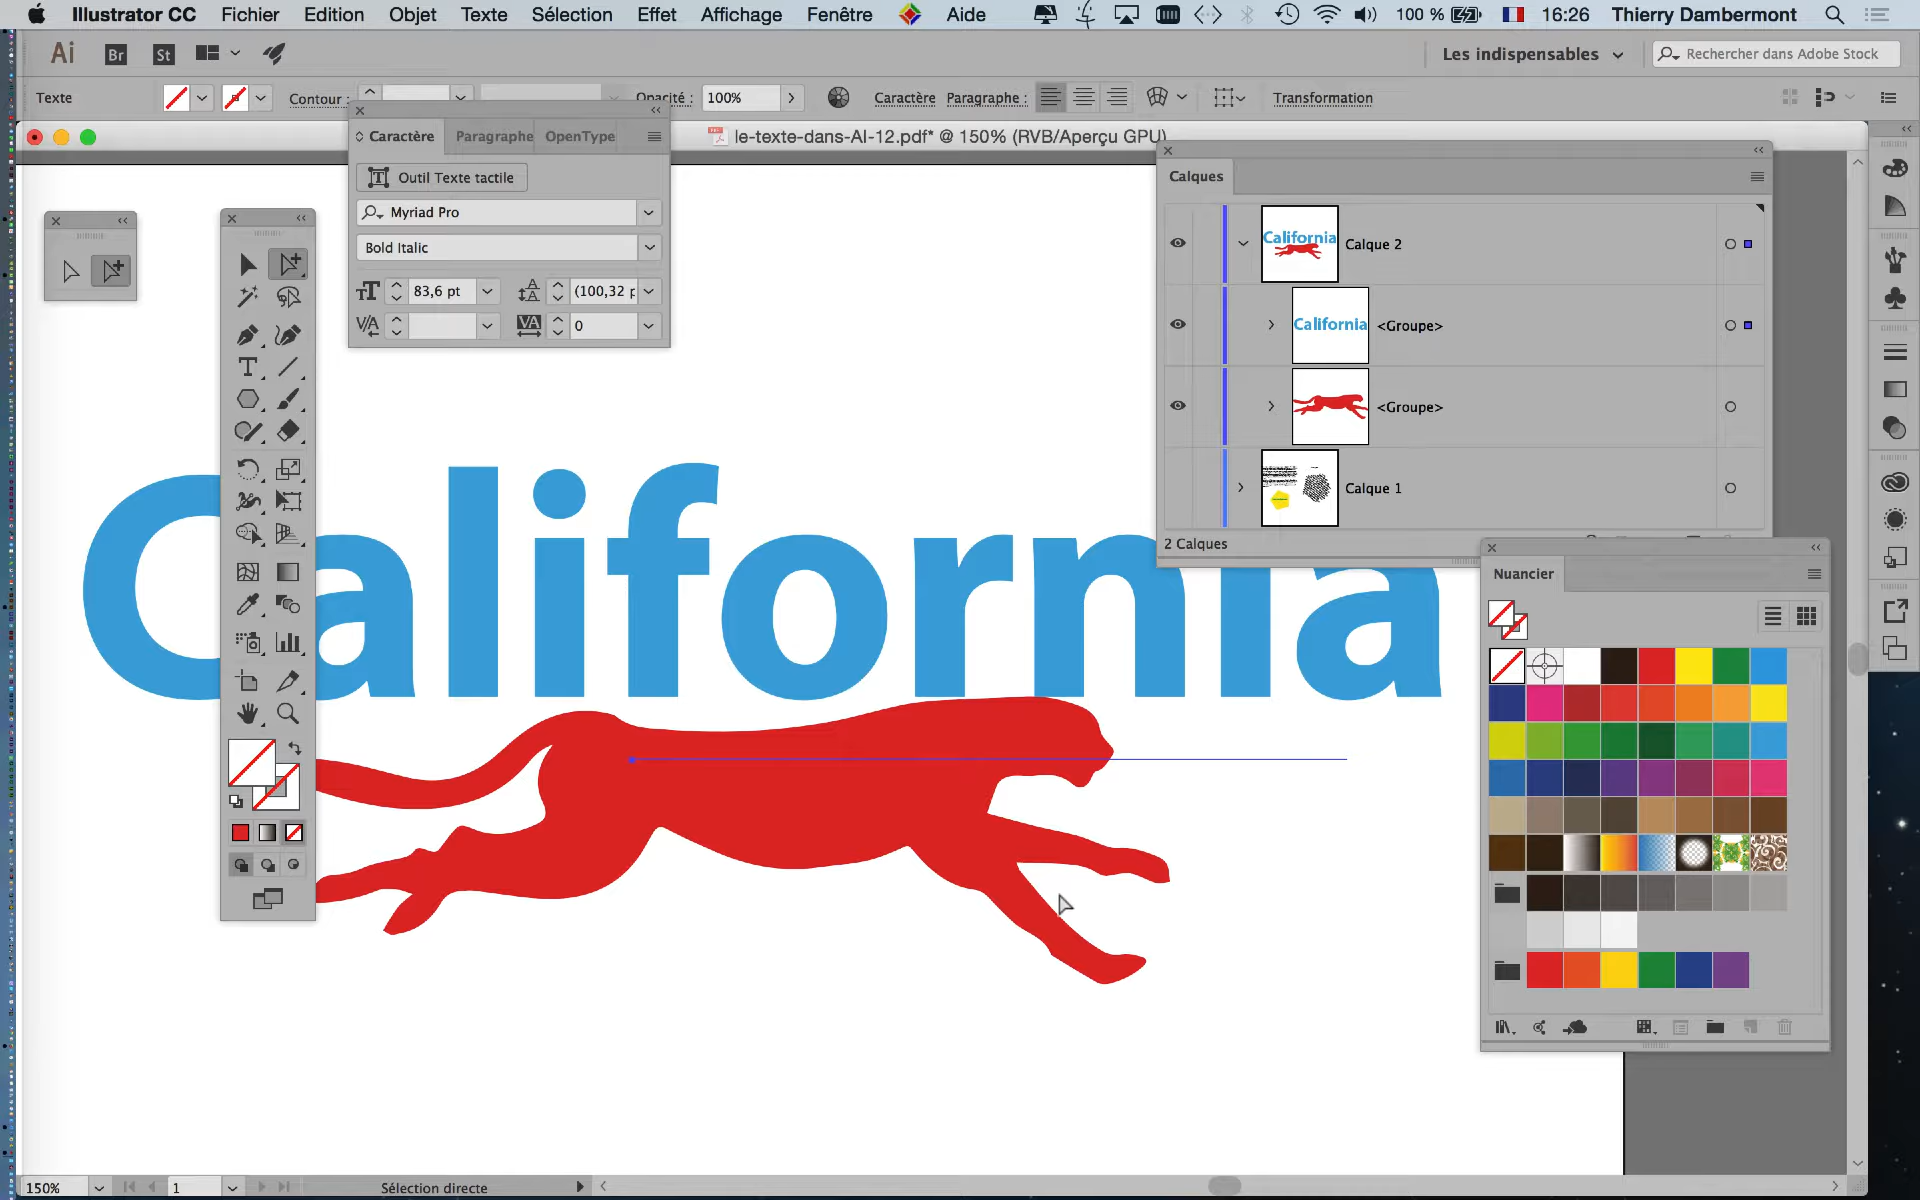 Illustrator CC Fichier Edition Objet Texte Sélection Effet Affichage Fenêtre Aide 100 % 16:26 Thierry Dambermont
Ai Br St Les indispensables Rechercher dans Adobe Stock
Texte Contour : Opacité : 100% Caractère Paragraphe : Transformation
le-texte-dans-AI-12.pdf* @ 150% (RVB/Aperçu GPU)
Caractère Paragraphe OpenType
Outil Texte tactile
Myriad Pro
Bold Italic
83,6 pt (100,32 p
0
Calques
California Calque 2
California <Groupe>
<Groupe>
Calque 1
2 Calques
Nuancier
California
150% 1 Sélection directe